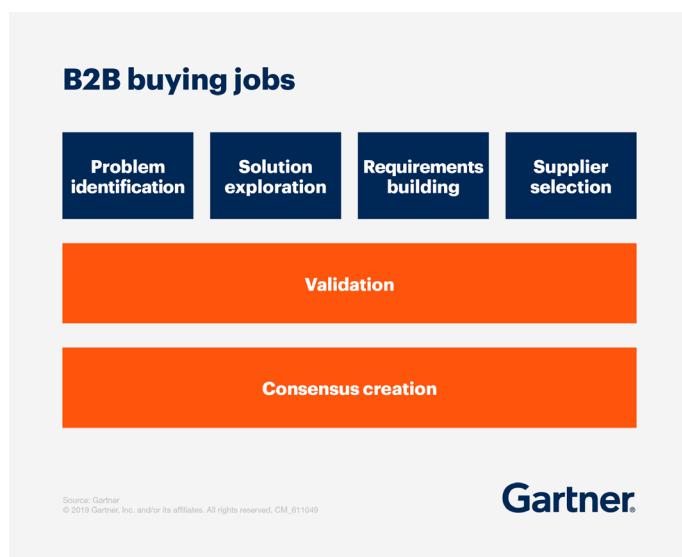 B2B buying jobs
Problem
identification
Solution
exploration
Requirements
building
Supplier
selection
Validation
Consensus creation
Source: Gartner
© 2019 Gartner, Inc. and/or its affiliates. All rights reserved. CM_611049
Gartner®